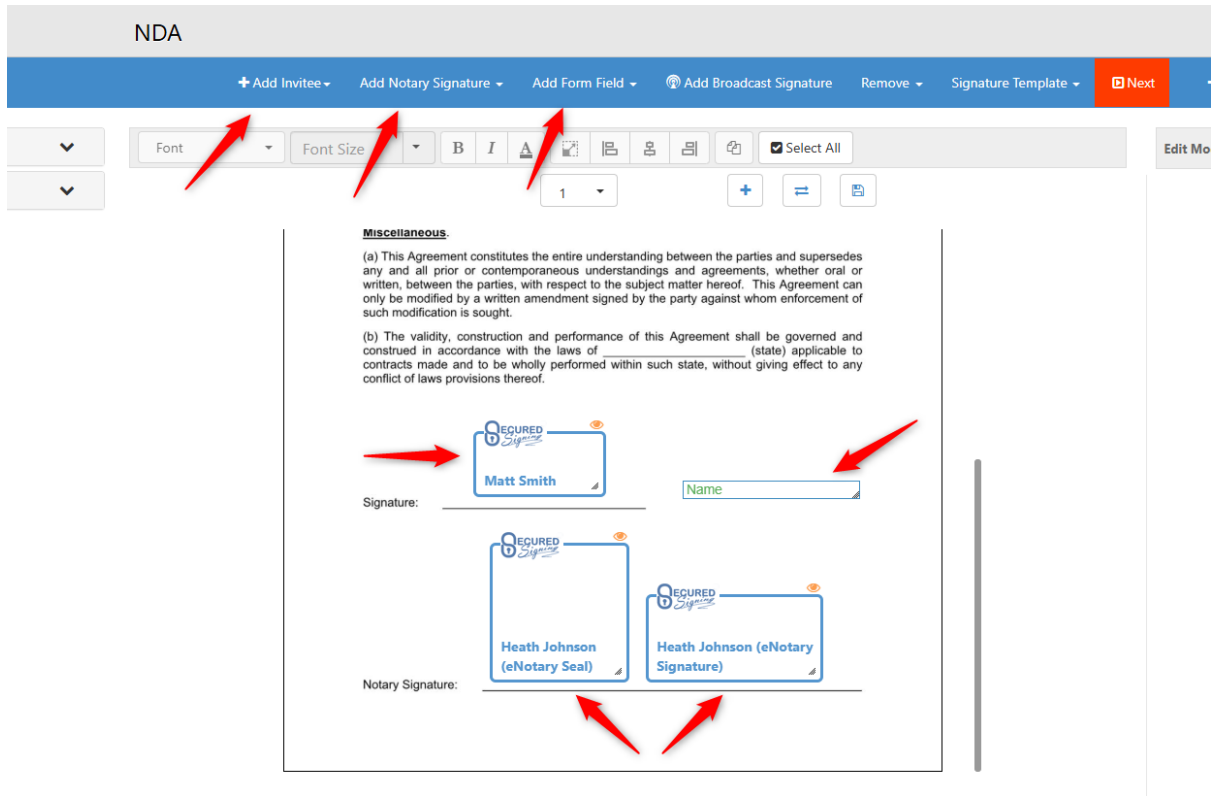 NDA
Add Invitee
Add Notary Signature
Add Form Field
Add Broadcast Signature
Remove
Signature Template
Next
Font
Font Size
B
I
A
Select All
Edit Mo
1
Miscellaneous.
(a) This Agreement constitutes the entire understanding between the parties and supersedes
any and all prior or contemporaneous understandings and agreements, whether oral or
written, between the parties, with respect to the subject matter hereof. This Agreement can
only be modified by a written amendment signed by the party against whom enforcement of
such modification is sought.
(b) The validity, construction and performance of this Agreement shall be governed and
construed in accordance with the laws of ______________________ (state) applicable to
contracts made and to be wholly performed within such state, without giving effect to any
conflict of laws provisions thereof.
SECURED
Signing
Matt Smith
Name
Signature:
SECURED
Signing
Heath Johnson
(eNotary Seal)
SECURED
Signing
Heath Johnson (eNotary
Signature)
Notary Signature: